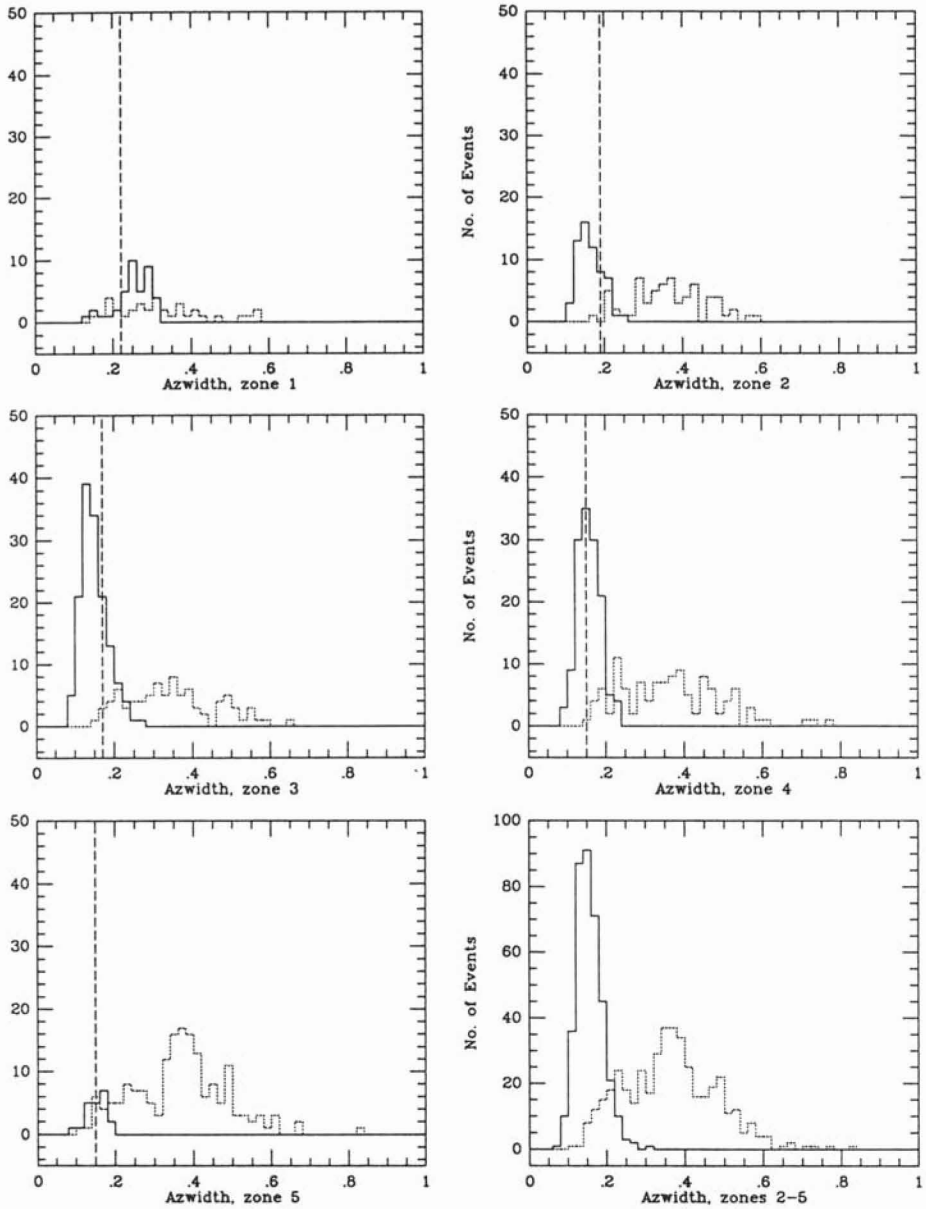 50
40
30
20
10
0
0 .2 .4 .6 .8 1
Azwidth, zone 1
No. of Events
50
40
30
20
10
0
0 .2 .4 .6 .8 1
Azwidth, zone 2
50
40
30
20
10
0
0 .2 .4 .6 .8 1
Azwidth, zone 3
No. of Events
50
40
30
20
10
0
0 .2 .4 .6 .8 1
Azwidth, zone 4
50
40
30
20
10
0
0 .2 .4 .6 .8 1
Azwidth, zone 5
No. of Events
100
80
60
40
20
0
0 .2 .4 .6 .8 1
Azwidth, zones 2-5